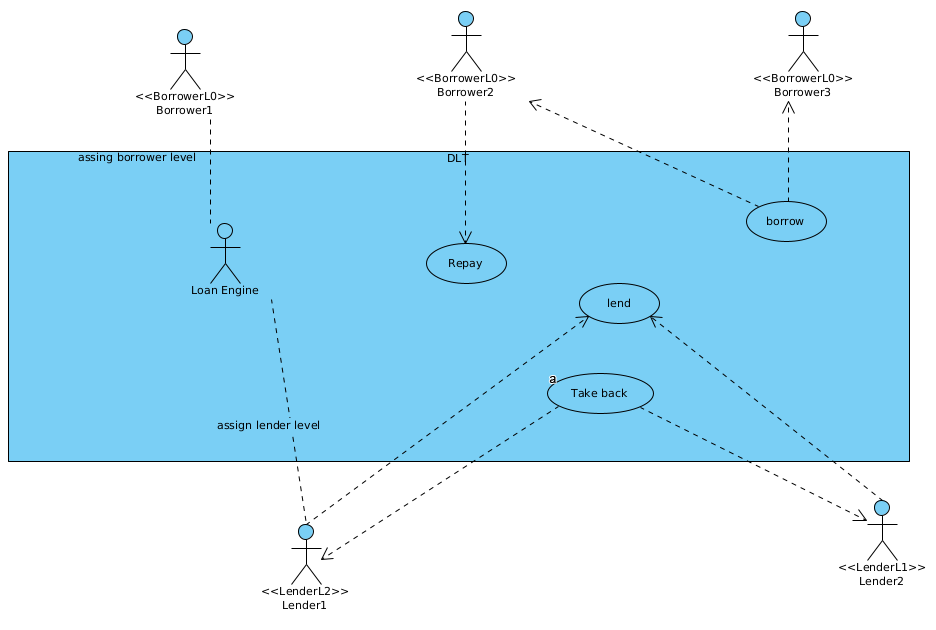 <<BorrowerL0>>
Borrower2
<<BorrowerL0>>
Borrower3
<<BorrowerL0>>
Borrower1
assing borrower level
DLT
borrow
Repay
Loan Engine
lend
a
Take back
assign lender level
<<LenderL1>>
Lender2
<<LenderL2>>
Lender1